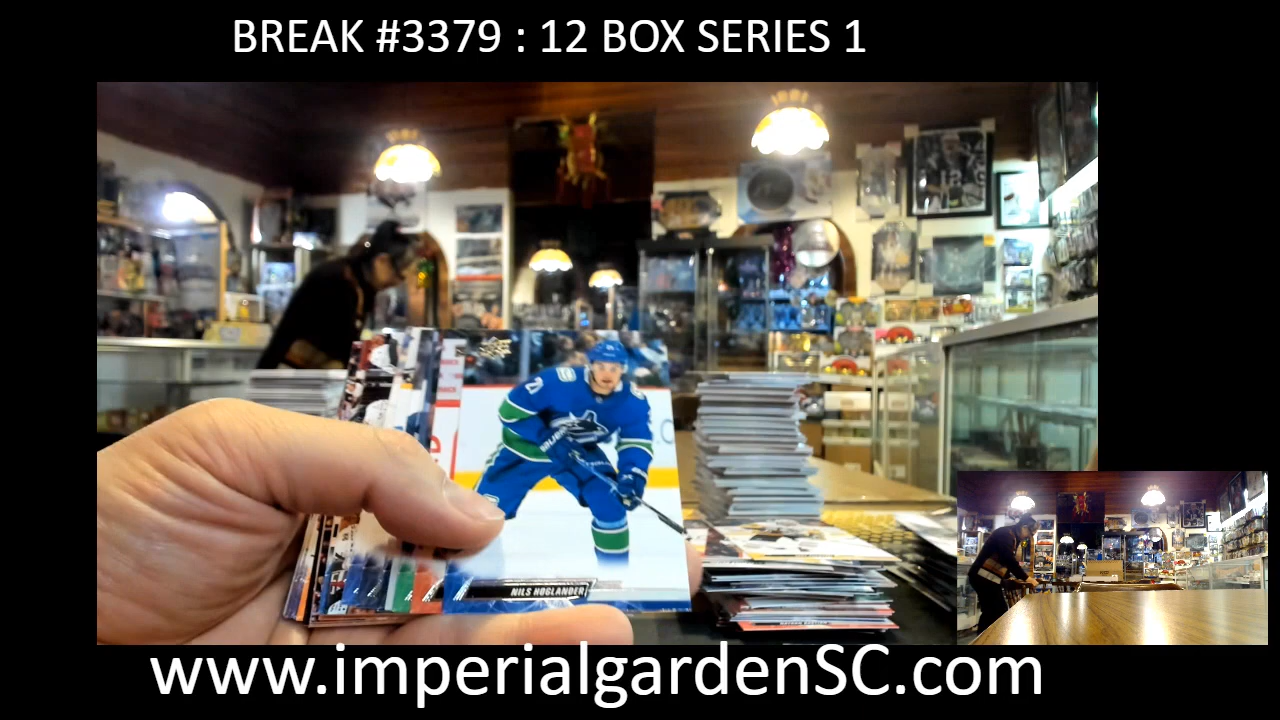 BREAK #3379 : 12 BOX SERIES 1
NILS HOGLANDER
www.imperialgardenSC.com